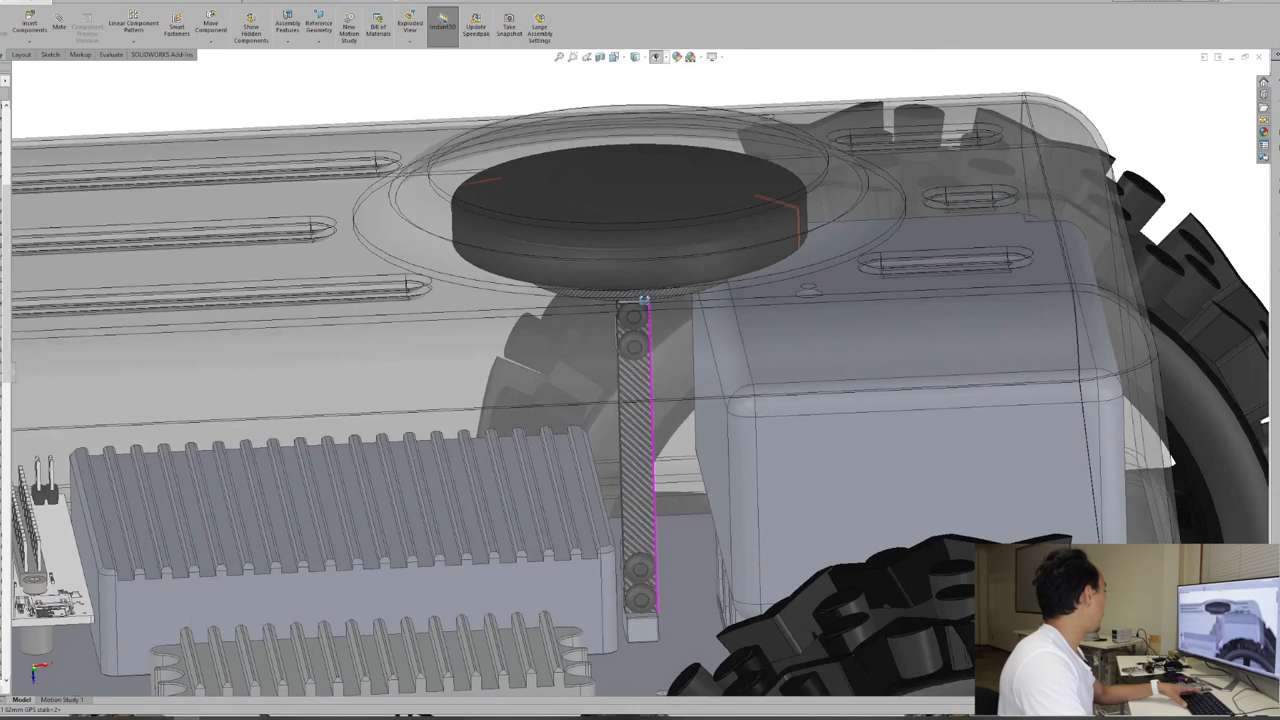 Insert
Components
Mate
Component
Preview
Window
Linear Component
Pattern
Smart
Fasteners
Move
Component
Show
Hidden
Components
Assembly
Features
Reference
Geometry
New
Motion
Study
Bill of
Materials
Exploded
View
Instant3D
Update
Speedpak
Take
Snapshot
Large
Assembly
Settings
Layout
Sketch
Markup
Evaluate
SOLIDWORKS Add-Ins
Model
Motion Study 1
162mm GPS stalk<2>